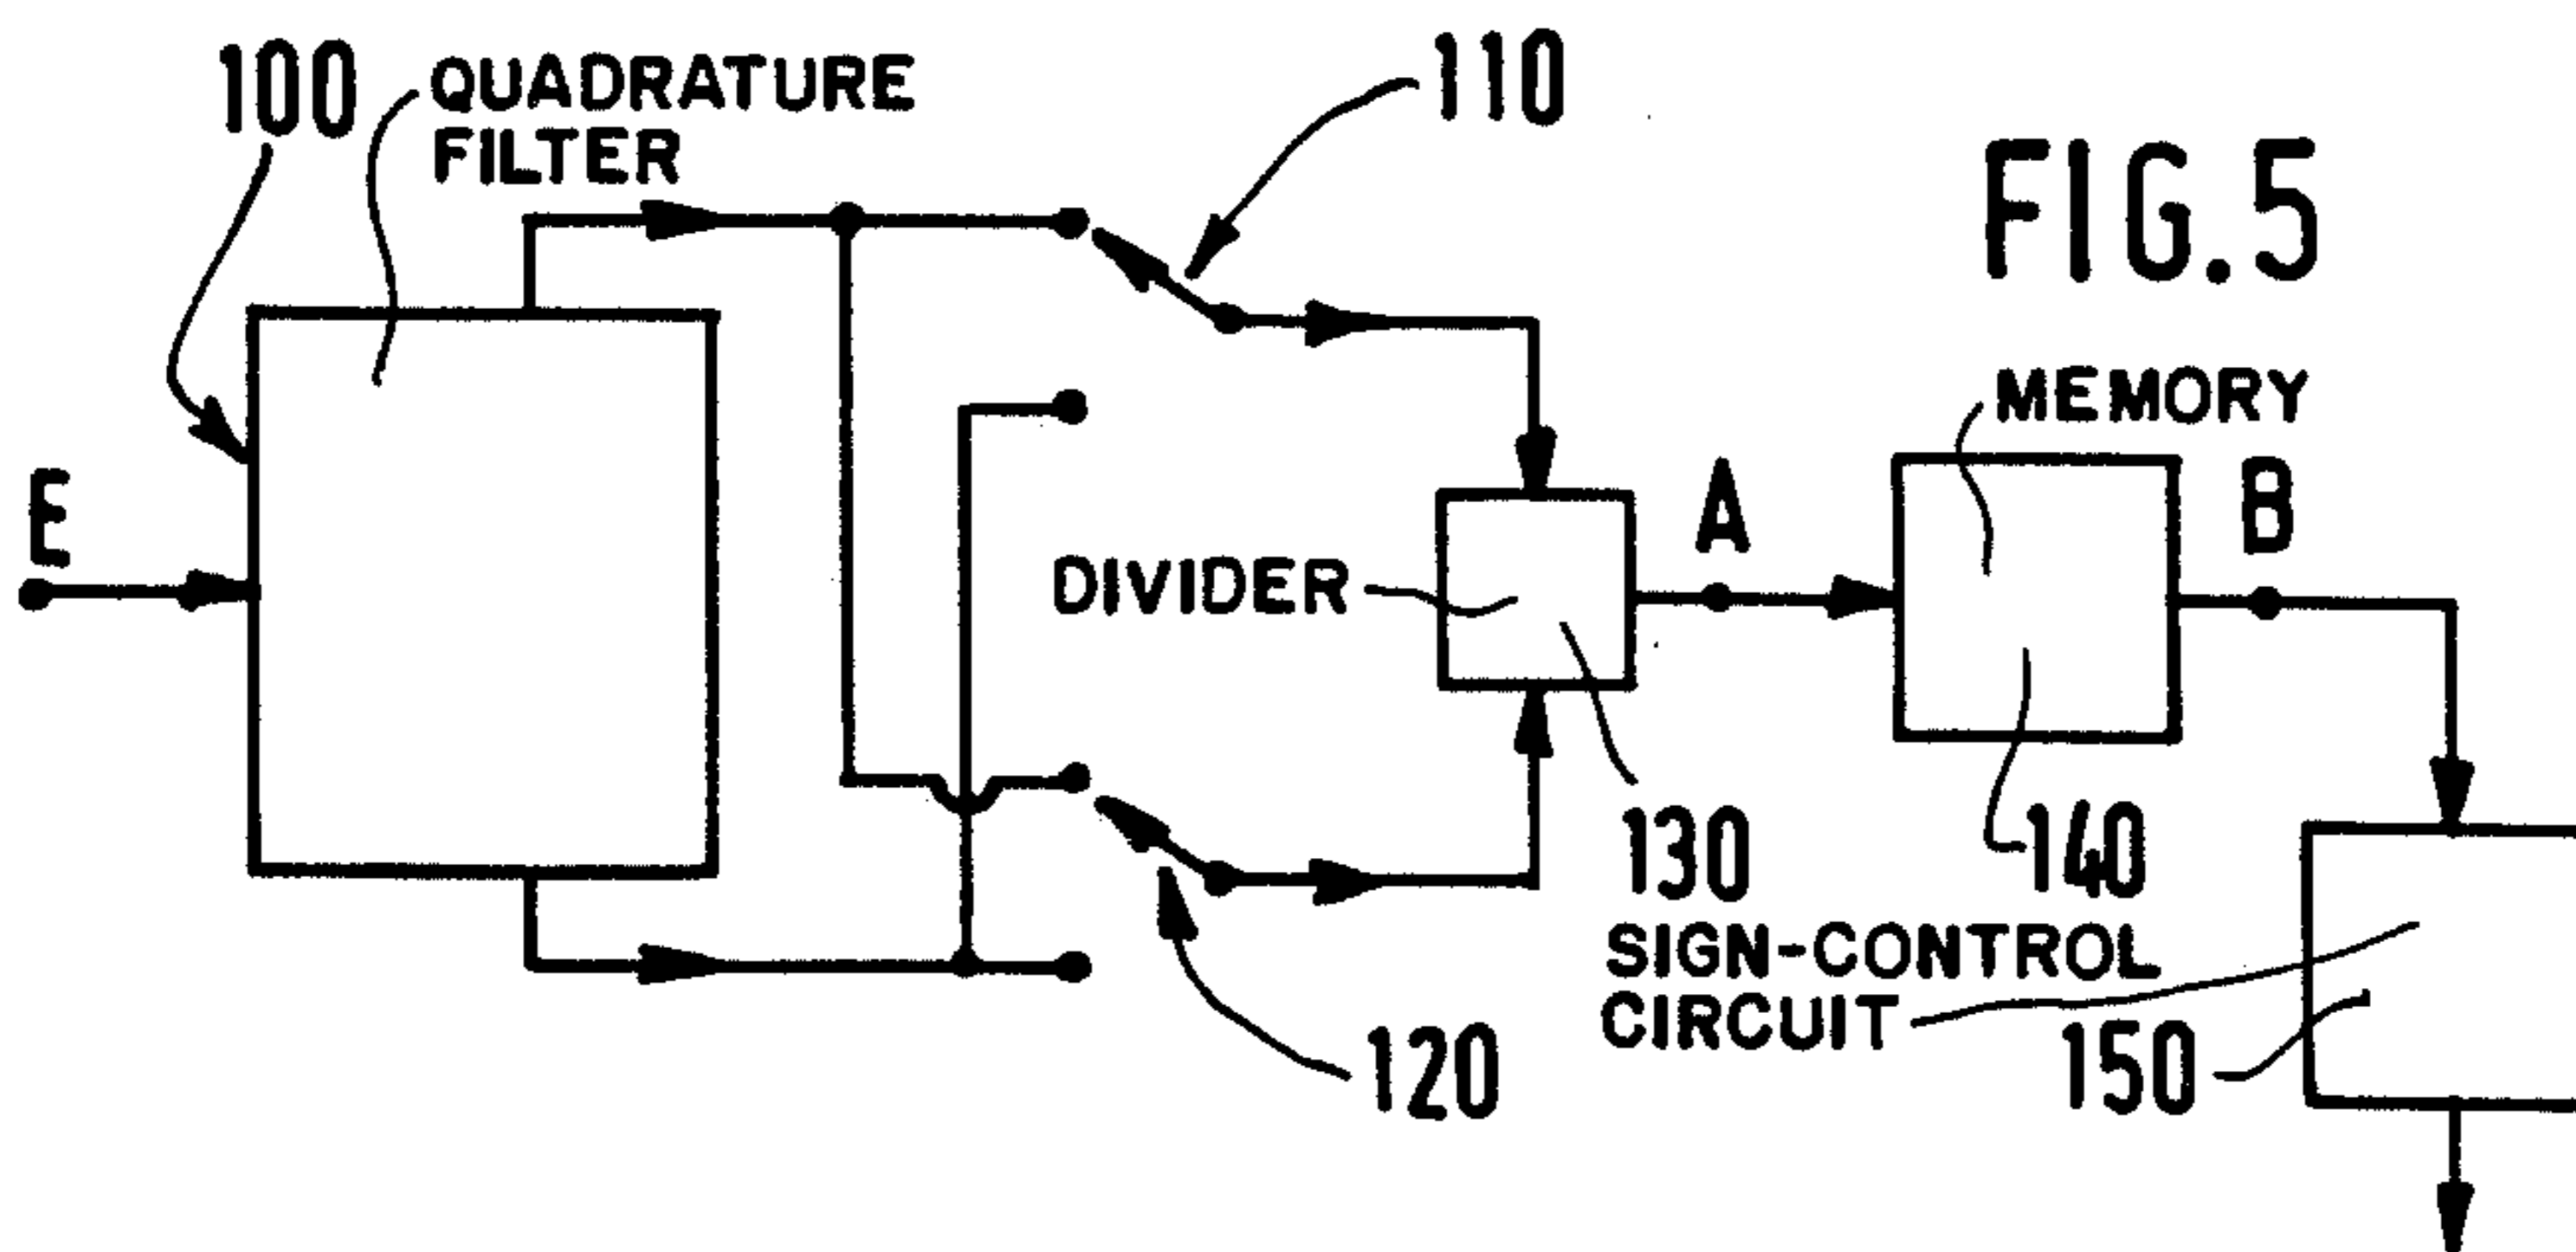 100
QUADRATURE
FILTER
110
FIG.5
E
MEMORY
DIVIDER
A
B
130
140
SIGN-CONTROL
CIRCUIT
150
120